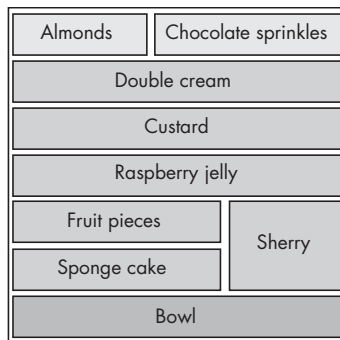 Almonds
Chocolate sprinkles
Double cream
Custard
Raspberry jelly
Fruit pieces
Sherry
Sponge cake
Bowl